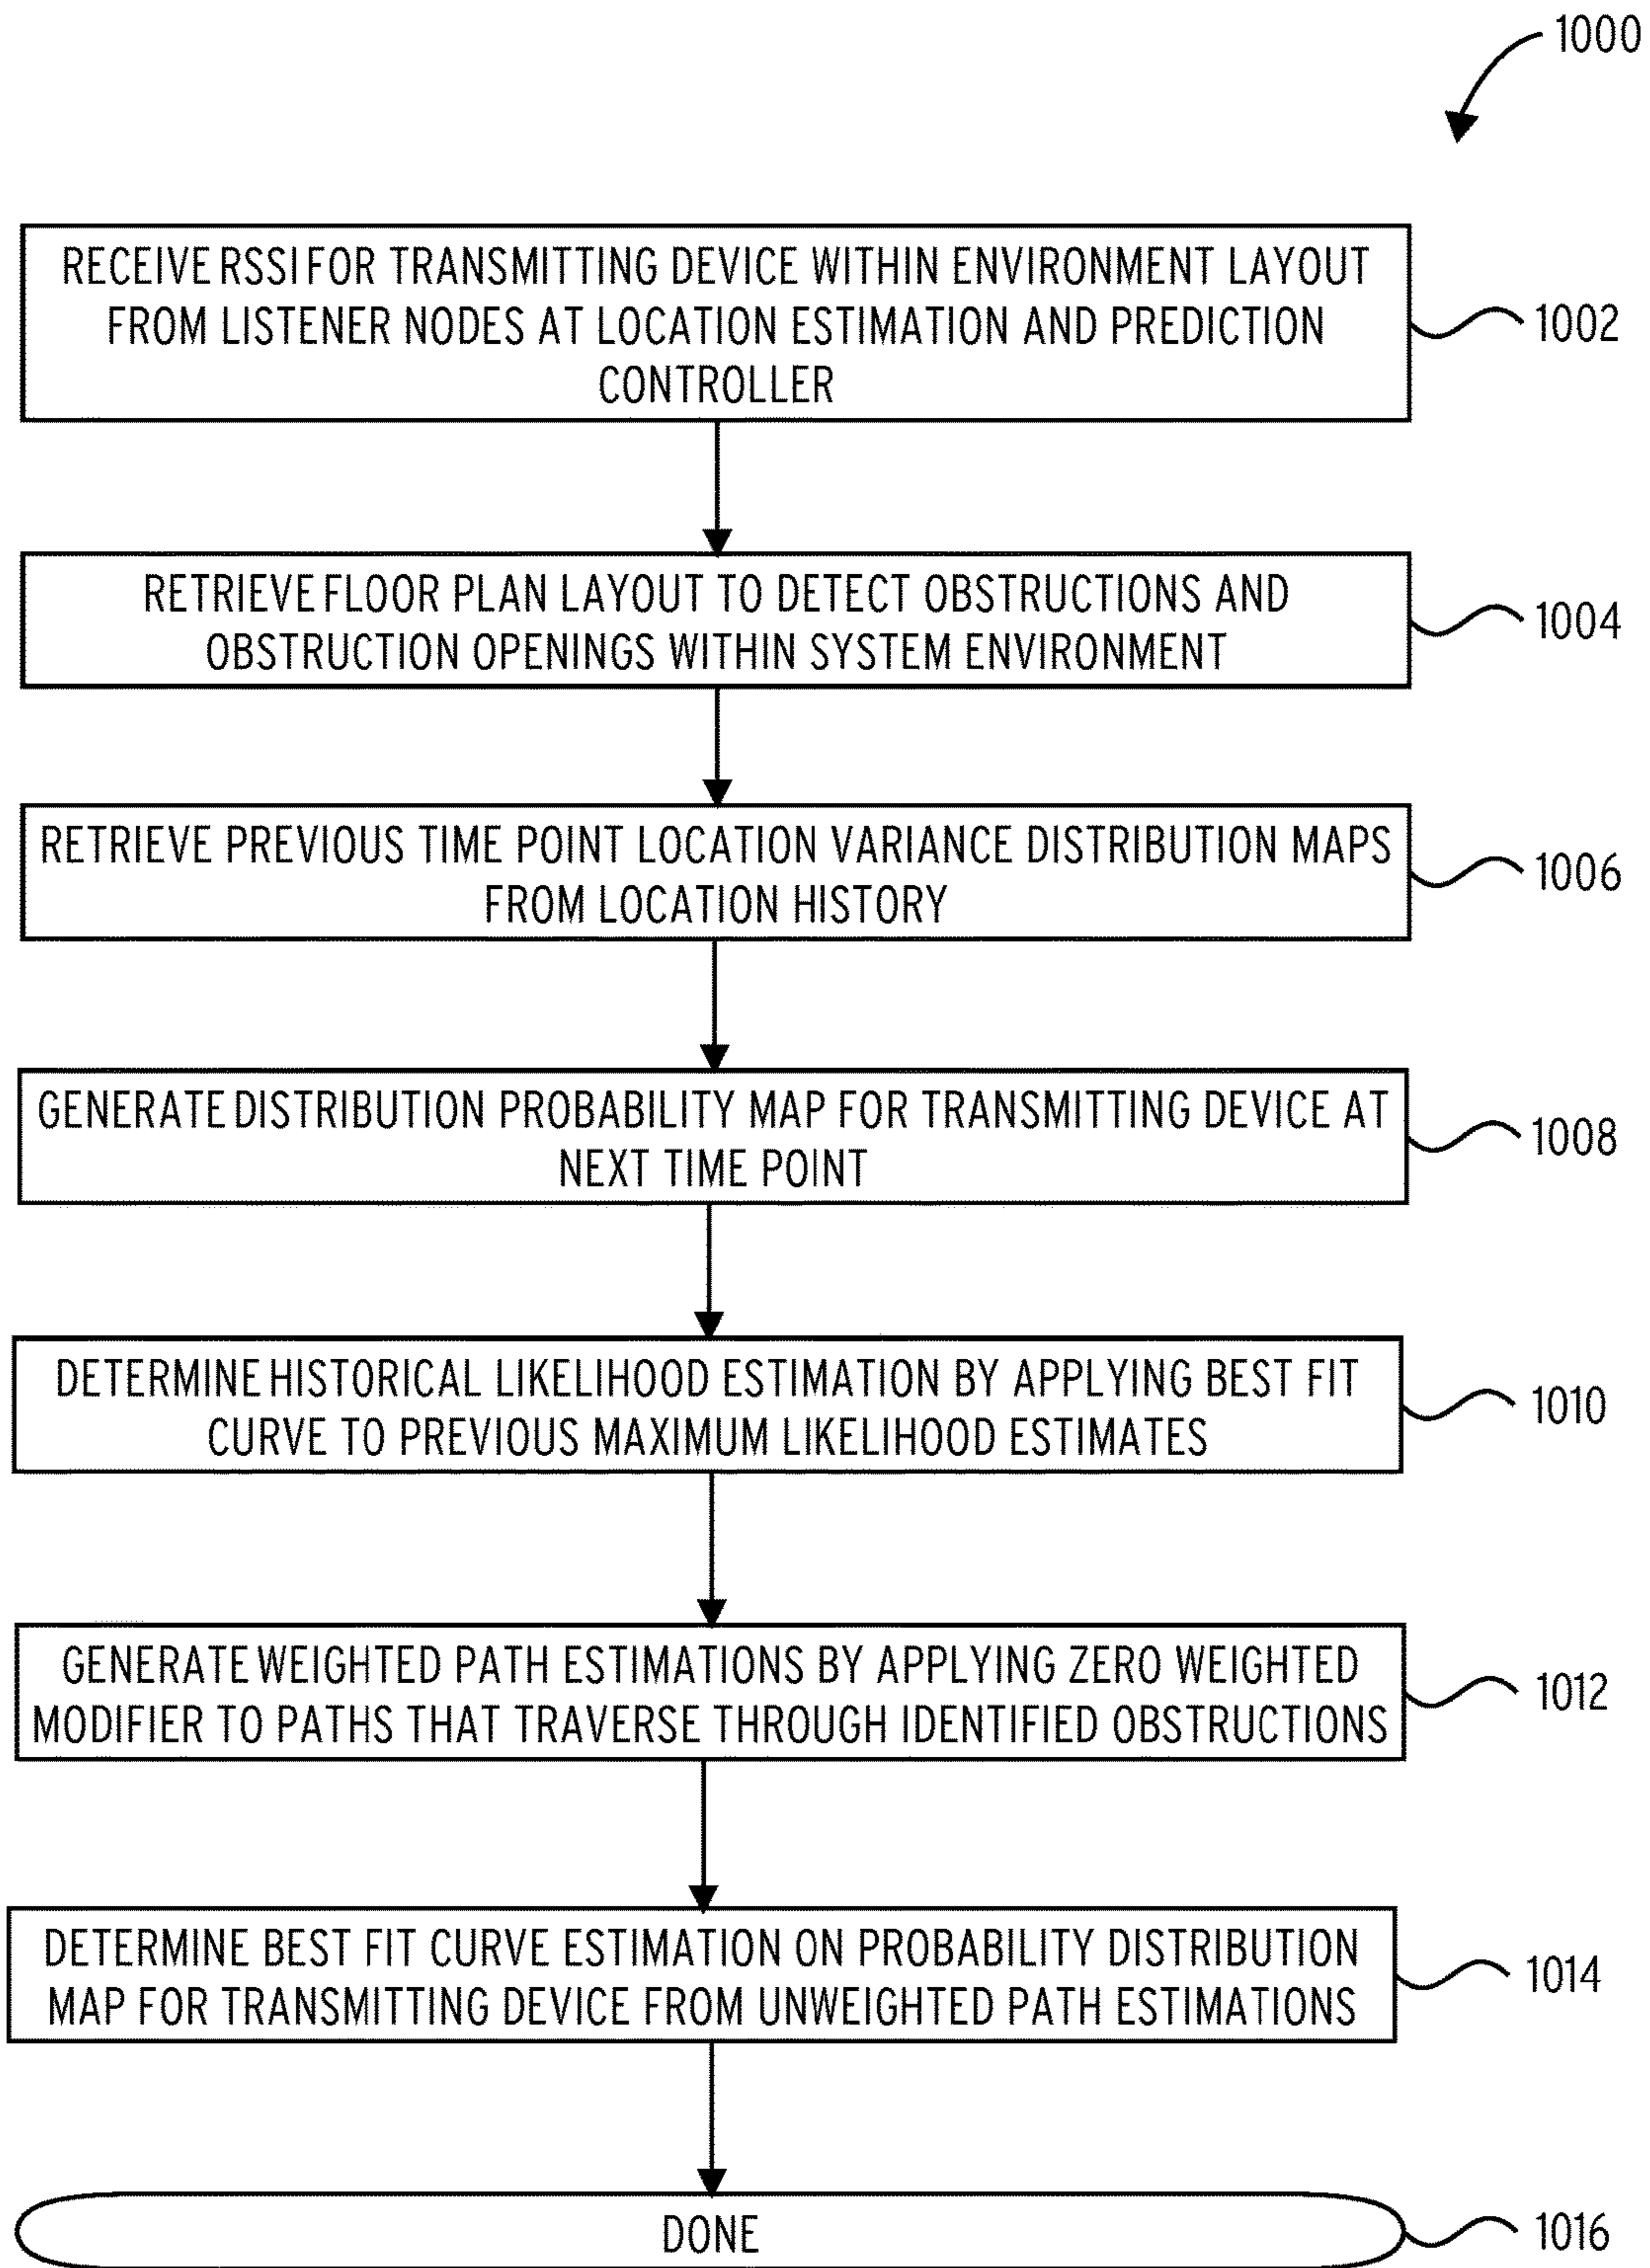 1000
RECEIVE RSSI FOR TRANSMITTING DEVICE WITHIN ENVIRONMENT LAYOUT
FROM LISTENER NODES AT LOCATION ESTIMATION AND PREDICTION
CONTROLLER
1002
RETRIEVE FLOOR PLAN LAYOUT TO DETECT OBSTRUCTIONS AND
OBSTRUCTION OPENINGS WITHIN SYSTEM ENVIRONMENT
1004
RETRIEVE PREVIOUS TIME POINT LOCATION VARIANCE DISTRIBUTION MAPS
FROM LOCATION HISTORY
1006
GENERATE DISTRIBUTION PROBABILITY MAP FOR TRANSMITTING DEVICE AT
NEXT TIME POINT
1008
DETERMINE HISTORICAL LIKELIHOOD ESTIMATION BY APPLYING BEST FIT
CURVE TO PREVIOUS MAXIMUM LIKELIHOOD ESTIMATES
1010
GENERATE WEIGHTED PATH ESTIMATIONS BY APPLYING ZERO WEIGHTED
MODIFIER TO PATHS THAT TRAVERSE THROUGH IDENTIFIED OBSTRUCTIONS
1012
DETERMINE BEST FIT CURVE ESTIMATION ON PROBABILITY DISTRIBUTION
MAP FOR TRANSMITTING DEVICE FROM UNWEIGHTED PATH ESTIMATIONS
1014
DONE
1016